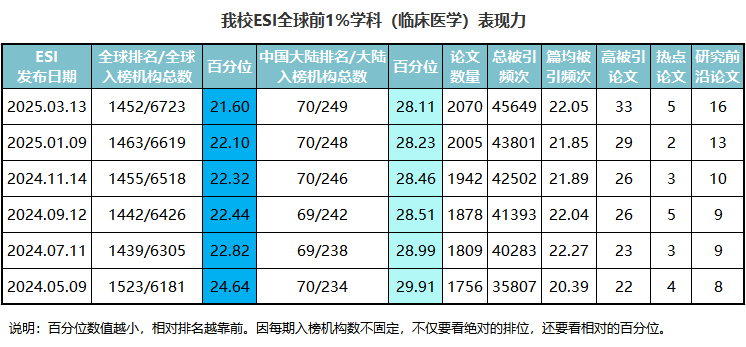 我校ESI全球前1%学科（临床医学）表现力
ESI 发布日期 全球排名/全球入榜机构总数 百分位 中国大陆排名/大陆入榜机构总数 百分位 论文数量 总被引频次 篇均被引频次 高被引论文 热点论文 研究前沿论文
2025.03.13 1452/6723 21.60 70/249 28.11 2070 45649 22.05 33 5 16
2025.01.09 1463/6619 22.10 70/248 28.23 2005 43801 21.85 29 2 13
2024.11.14 1455/6518 22.32 70/246 28.46 1942 42502 21.89 26 3 10
2024.09.12 1442/6426 22.44 69/242 28.51 1878 41393 22.04 26 5 9
2024.07.11 1439/6305 22.82 69/238 28.99 1809 40283 22.27 23 3 9
2024.05.09 1523/6181 24.64 70/234 29.91 1756 35807 20.39 22 4 8
说明：百分位数值越小，相对排名越靠前。因每期入榜机构数不固定，不仅要看绝对的排位，还要看相对的百分位。